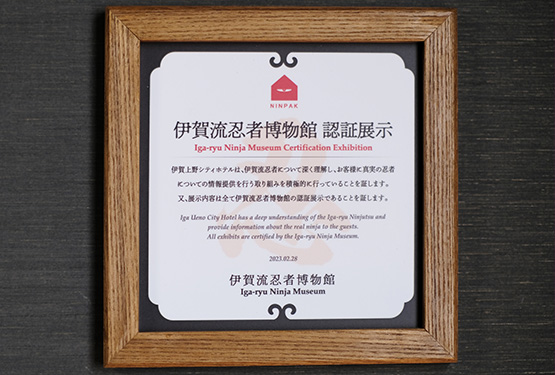 NINPAK
伊賀流忍者博物館 認証展示
Iga-ryu Ninja Museum Certification Exhibition
伊賀上野シティホテルは、伊賀流忍者について深く理解し、お客様に真実の忍者
についての情報提供を行う取り組みを積極的に行っていることを証します。
又、展示内容は全て伊賀流忍者博物館の認証展示であることを証します。
Iga Ueno City Hotel has a deep understanding of the Iga-ryu Ninjutsu and
provide information about the real ninja to the guests.
All exhibits are certified by the Iga-ryu Ninja Museum.
2023.02.28
伊賀流忍者博物館
Iga-ryu Ninja Museum